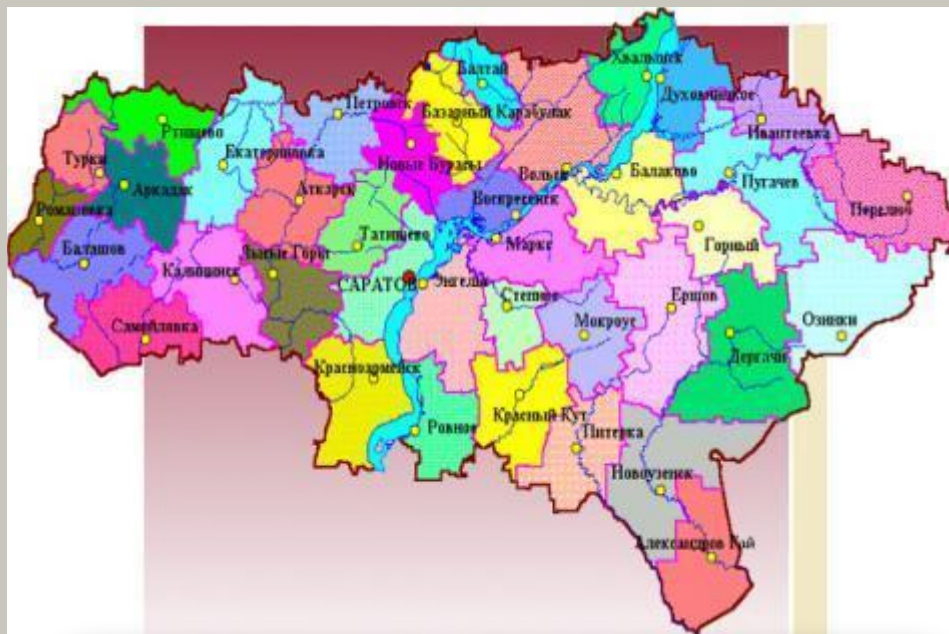 Балтай
Хвалынск
Духовницкое
Петровск
Базарный Карабулак
Ртищево
Ивантеевка
Турки
Екатериновка
Новые Бурасы
Вольск
Балаково
Пугачев
Аркадак
Аткарск
Перелюб
Романовка
Воскресенск
Татищево
Маркс
Горный
Балашов
Калининск
Лысые Горы
САРАТОВ
Энгельс
Степное
Ершов
Мокроус
Озинки
Самойловка
Дергачи
Красноармейск
Красный Кут
Ровное
Питерка
Новоузенск
Александров Гай